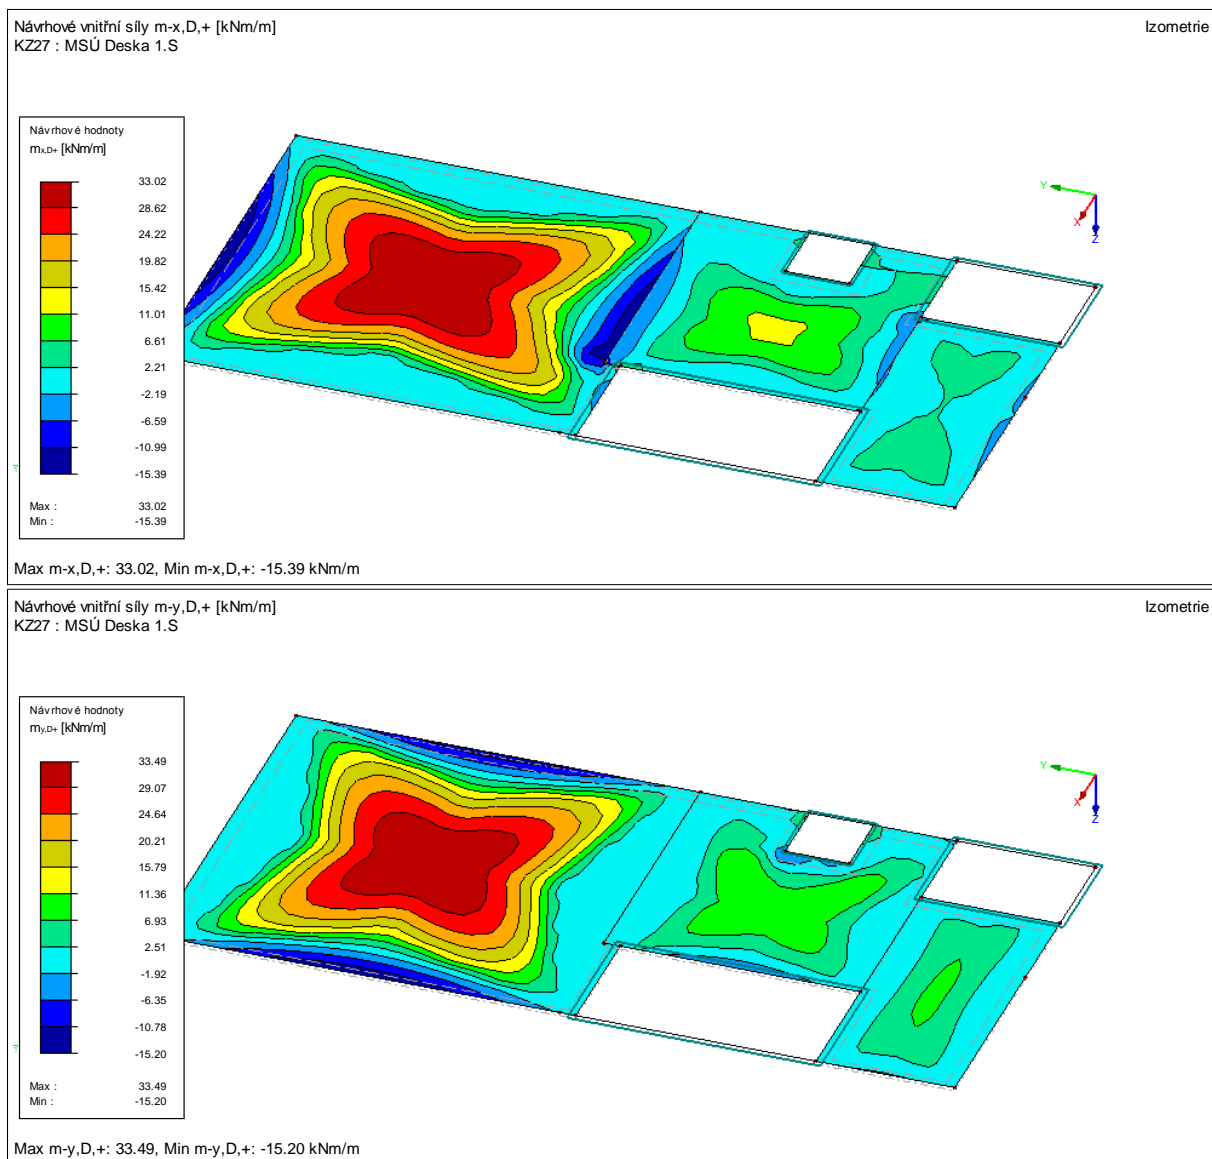 Návrhové vnitřní síly m-x,D,+ [kNm/m]
Izometrie
KZ27 : MSÚ Deska 1.S
Návrhové hodnoty
mx,D+ [kNm/m]
33.02
28.62
24.22
19.82
15.42
11.01
6.61
2.21
-2.19
-6.59
-10.99
-15.39
Max : 33.02
Min : -15.39
Y
X
Z
Max m-x,D,+: 33.02, Min m-x,D,+: -15.39 kNm/m
Návrhové vnitřní síly m-y,D,+ [kNm/m]
Izometrie
KZ27 : MSÚ Deska 1.S
Návrhové hodnoty
my,D+ [kNm/m]
33.49
29.07
24.64
20.21
15.79
11.36
6.93
2.51
-1.92
-6.35
-10.78
-15.20
Max : 33.49
Min : -15.20
Y
X
Z
Max m-y,D,+: 33.49, Min m-y,D,+: -15.20 kNm/m